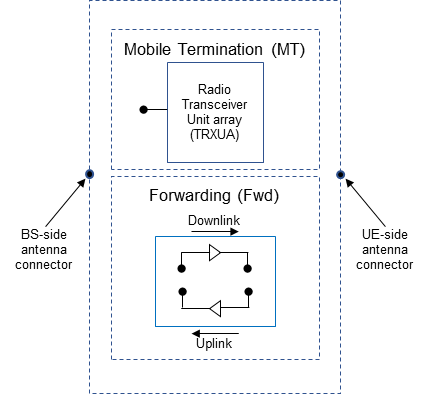 Mobile Termination (MT)
Radio
Transceiver
Unit array
(TRXUA)
Forwarding (Fwd)
Downlink
Uplink
BS-side
antenna
connector
UE-side
antenna
connector